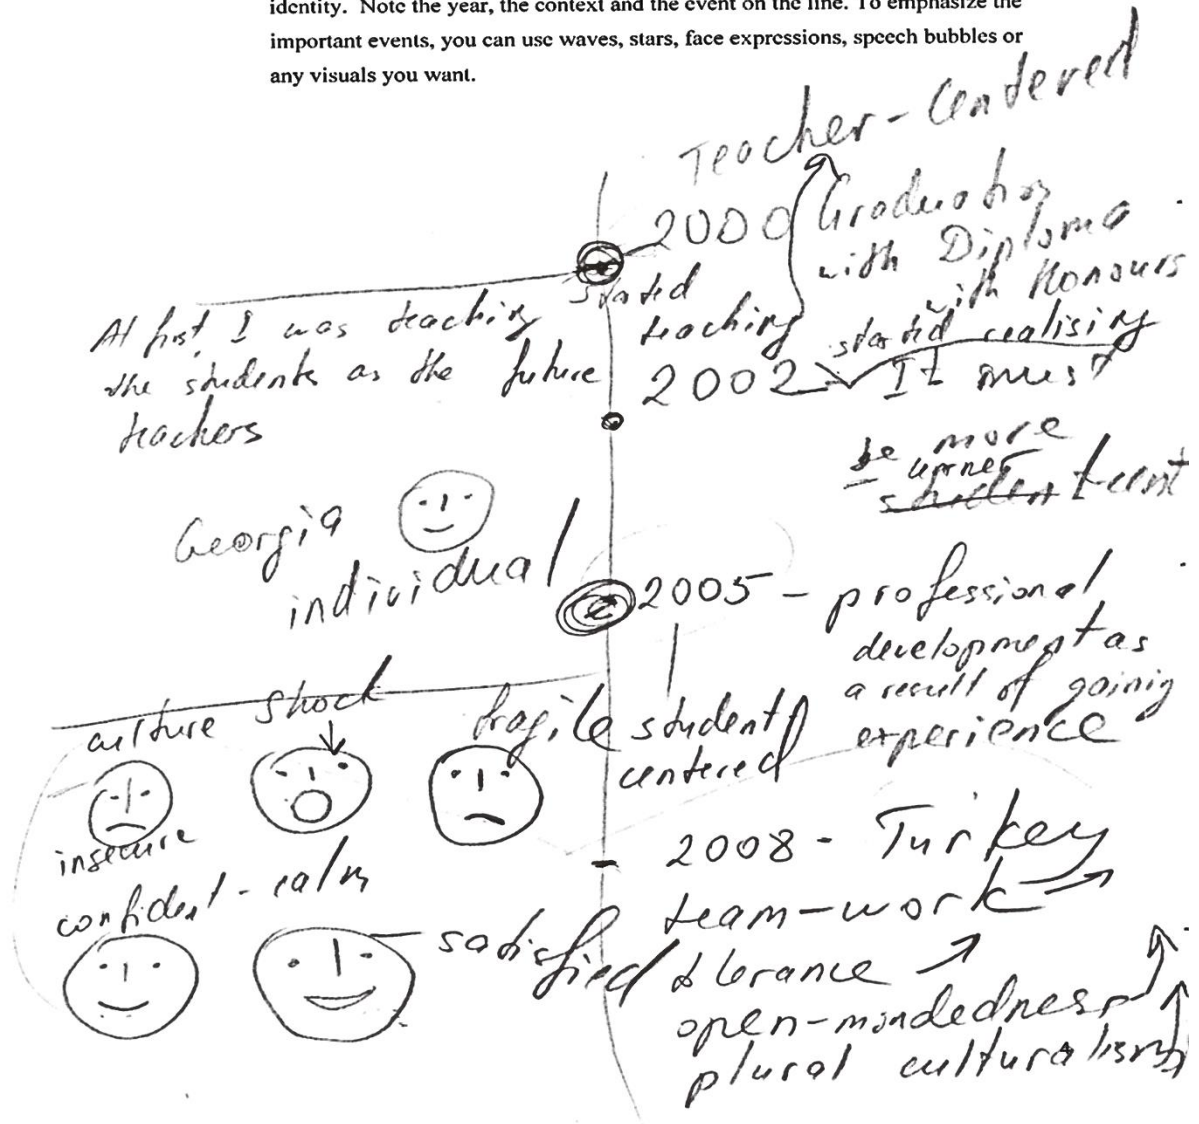 identity. Note the year, the context and the event on the line. To emphasize the
important events, you can use waves, stars, face expressions, speech bubbles or
any visuals you want.
Teacher-Centered
2000 Graduation
with Diploma
with Honours
started
teaching
At first, I was teaching
the students as the future
teachers
2002 started realising
It must
be more
learner
student-cent
Georgia
individual
2005 - professional
development as
a result of gainig
experience
student
centered
culture shock
fragile
insecure
confident-calm
satisfied
2008 - Turkey
team-work
tolerance
open-mindedness
plural culturalism